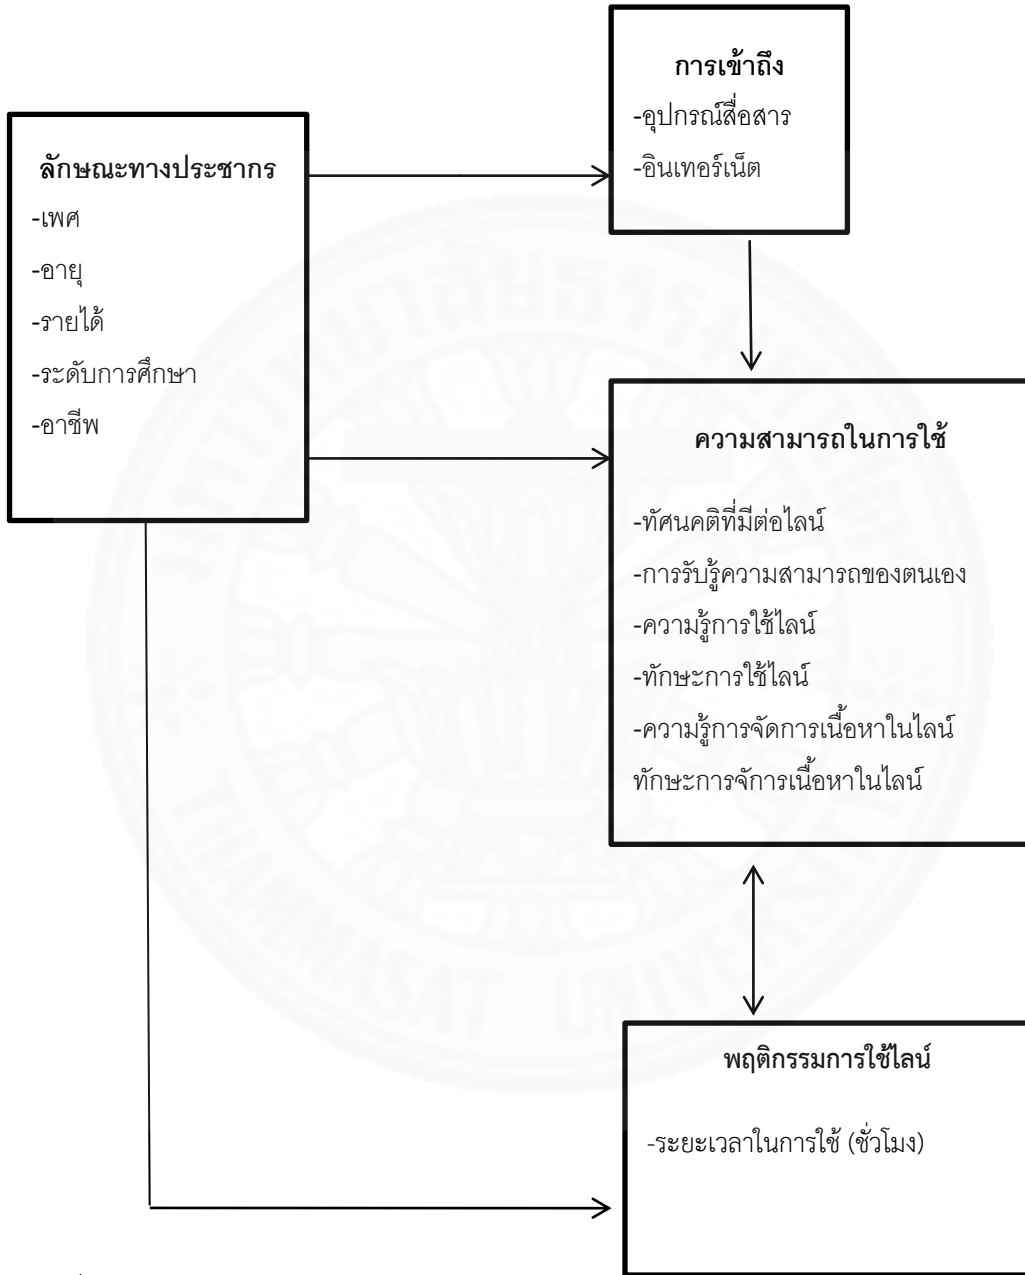 การเข้าถึง
-อุปกรณ์สื่อสาร
-อินเทอร์เน็ต
ลักษณะทางประชากร
-เพศ
-อายุ
-รายได้
-ระดับการศึกษา
-อาชีพ
ความสามารถในการใช้
-ทัศนคติที่มีต่อไลน์
-การรับรู้ความสามารถของตนเอง
-ความรู้การใช้ไลน์
-ทักษะการใช้ไลน์
-ความรู้การจัดการเนื้อหาในไลน์
ทักษะการจัการเนื้อหาในไลน์
พฤติกรรมการใช้ไลน์
-ระยะเวลาในการใช้ (ชั่วโมง)
THAMMASAT UNIVERSITY